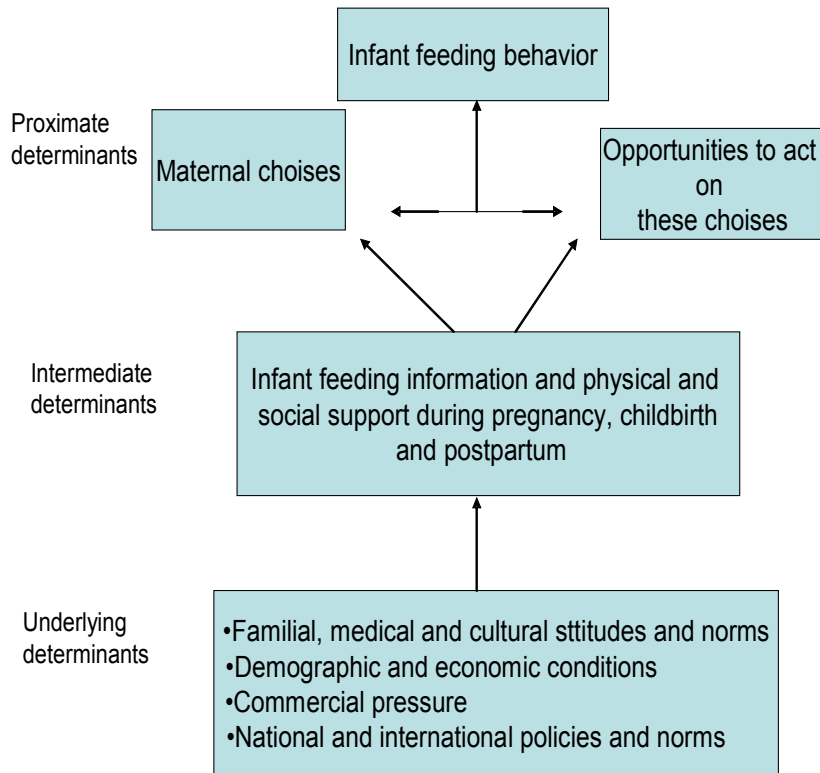 Infant feeding behavior
Proximate
determinants
Maternal choises
Opportunities to act
on
these choises
Intermediate
determinants
Infant feeding information and physical and
social support during pregnancy, childbirth
and postpartum
Underlying
determinants
•Familial, medical and cultural sttitudes and norms
•Demographic and economic conditions
•Commercial pressure
•National and international policies and norms